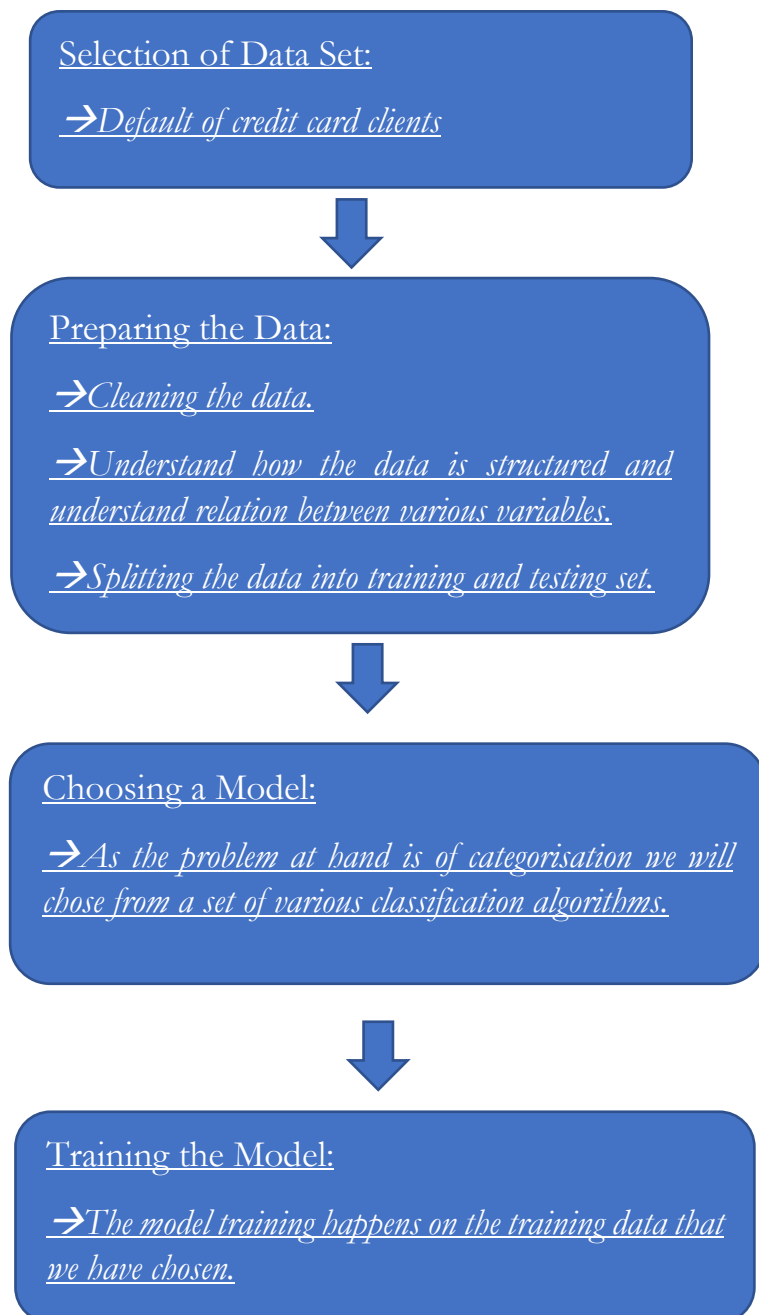 Selection of Data Set:
→Default of credit card clients
Preparing the Data:
→Cleaning the data.
→Understand how the data is structured and
understand relation between various variables.
→Splitting the data into training and testing set.
Choosing a Model:
→As the problem at hand is of categorisation we will
chose from a set of various classification algorithms.
Training the Model:
→The model training happens on the training data that
we have chosen.